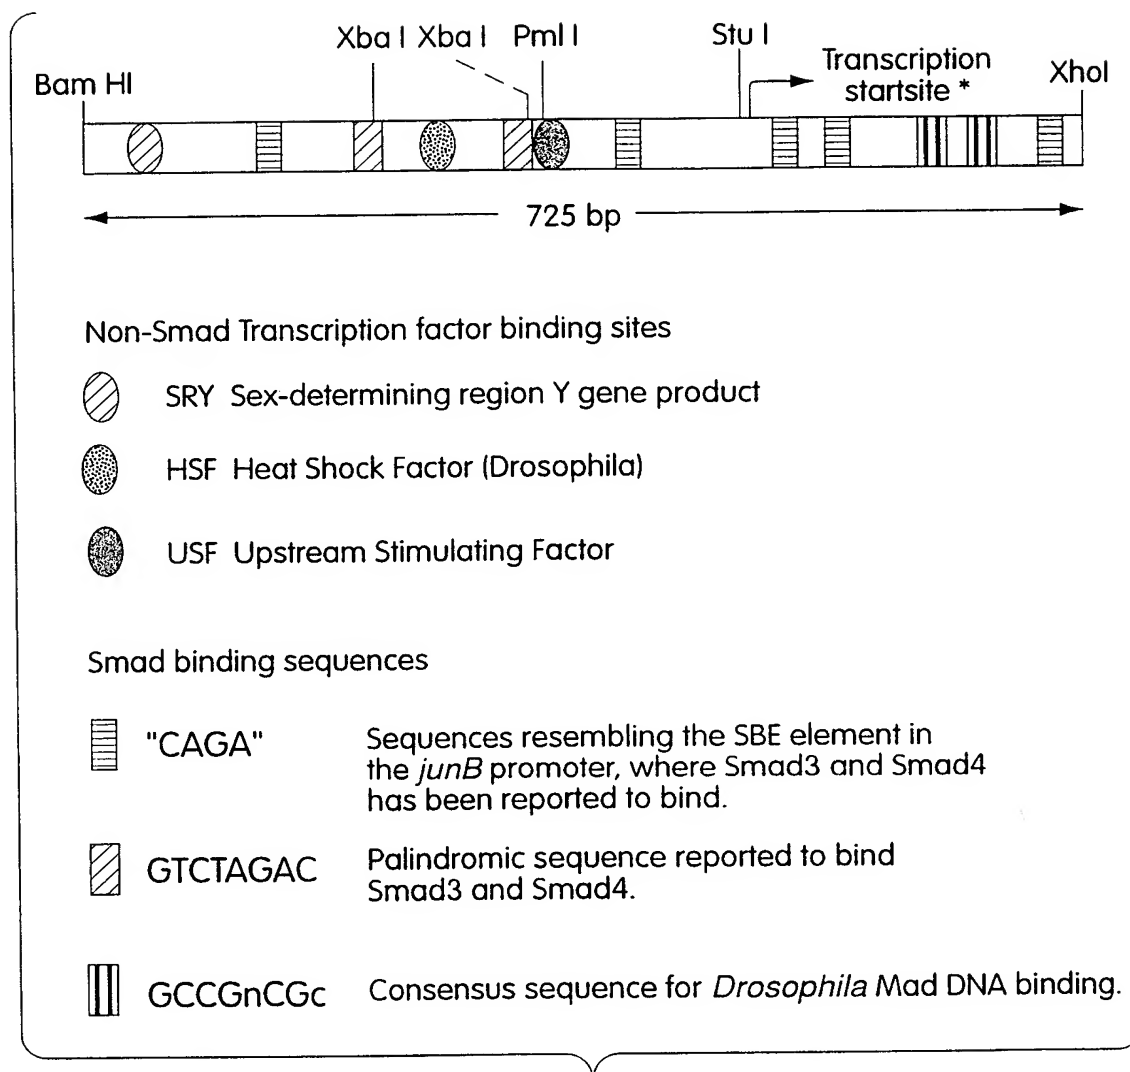 Xba I Xba I Pml I Stu I
Bam HI
Transcription
startsite *
XhoI
725 bp
Non-Smad Transcription factor binding sites
SRY Sex-determining region Y gene product
HSF Heat Shock Factor (Drosophila)
USF Upstream Stimulating Factor
Smad binding sequences
"CAGA" Sequences resembling the SBE element in
the junB promoter, where Smad3 and Smad4
has been reported to bind.
GTCTAGAC Palindromic sequence reported to bind
Smad3 and Smad4.
GCCGnCGc Consensus sequence for Drosophila Mad DNA binding.